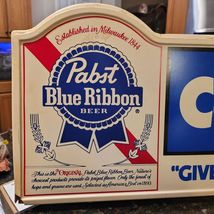 Established in Milwaukee 1844
Pabst
Blue Ribbon
BEER
®
This is the "ORIGINAL" Pabst Blue Ribbon Beer. Nature's
choicest products provide its prized flavor. Only the finest of
hops and grains are used. Selected as America's Best in 1893.
C
"GIVE